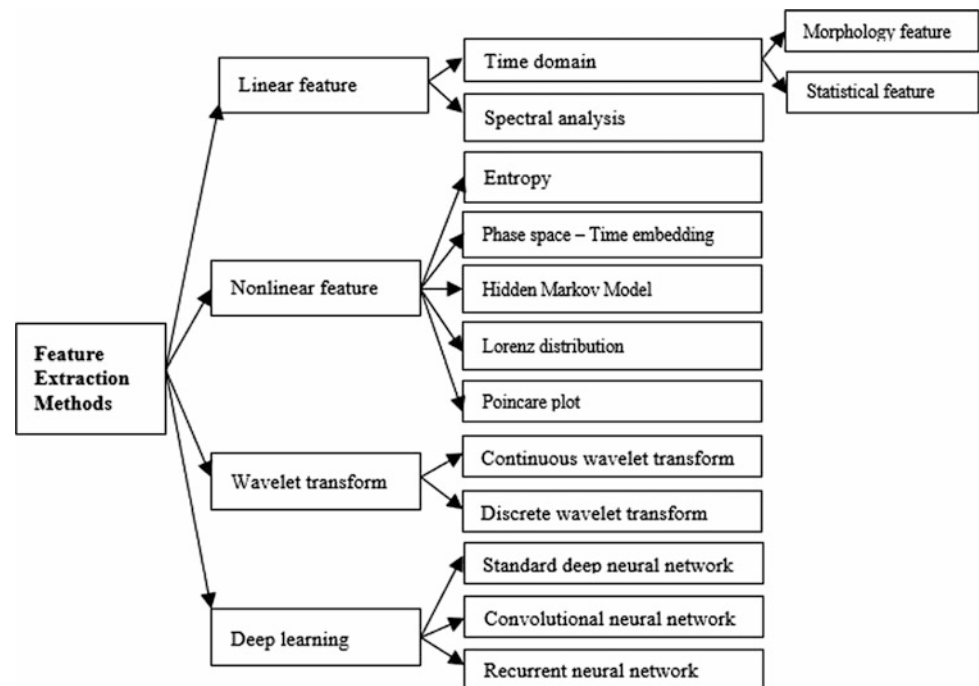 Feature
Extraction
Methods
Linear feature
Time domain
Morphology feature
Statistical feature
Spectral analysis
Nonlinear feature
Entropy
Phase space – Time embedding
Hidden Markov Model
Lorenz distribution
Poincare plot
Wavelet transform
Continuous wavelet transform
Discrete wavelet transform
Deep learning
Standard deep neural network
Convolutional neural network
Recurrent neural network